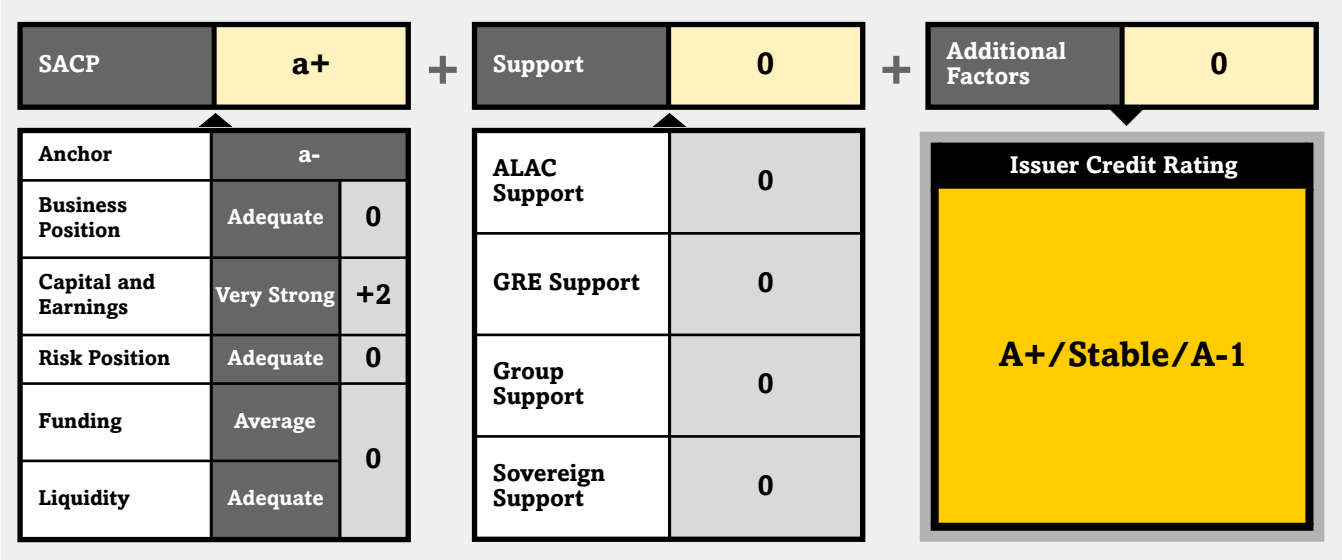 SACP
a+
+
Support
0
+
Additional
Factors
0
Anchor
a-
Business
Position
Adequate
0
Capital and
Earnings
Very Strong
+2
Risk Position
Adequate
0
Funding
Average
0
Liquidity
Adequate
ALAC
Support
0
GRE Support
0
Group
Support
0
Sovereign
Support
0
Issuer Credit Rating
A+/Stable/A-1